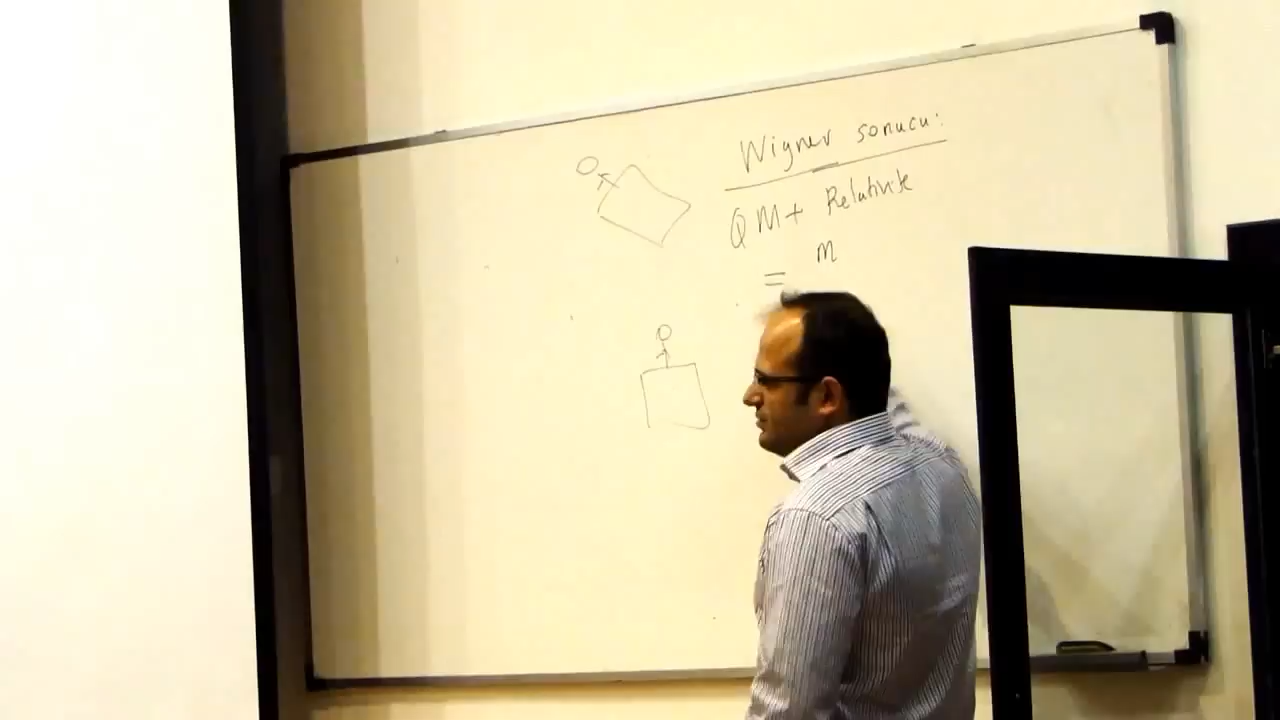 Wigner sonucu:
QM + Relativite
= m